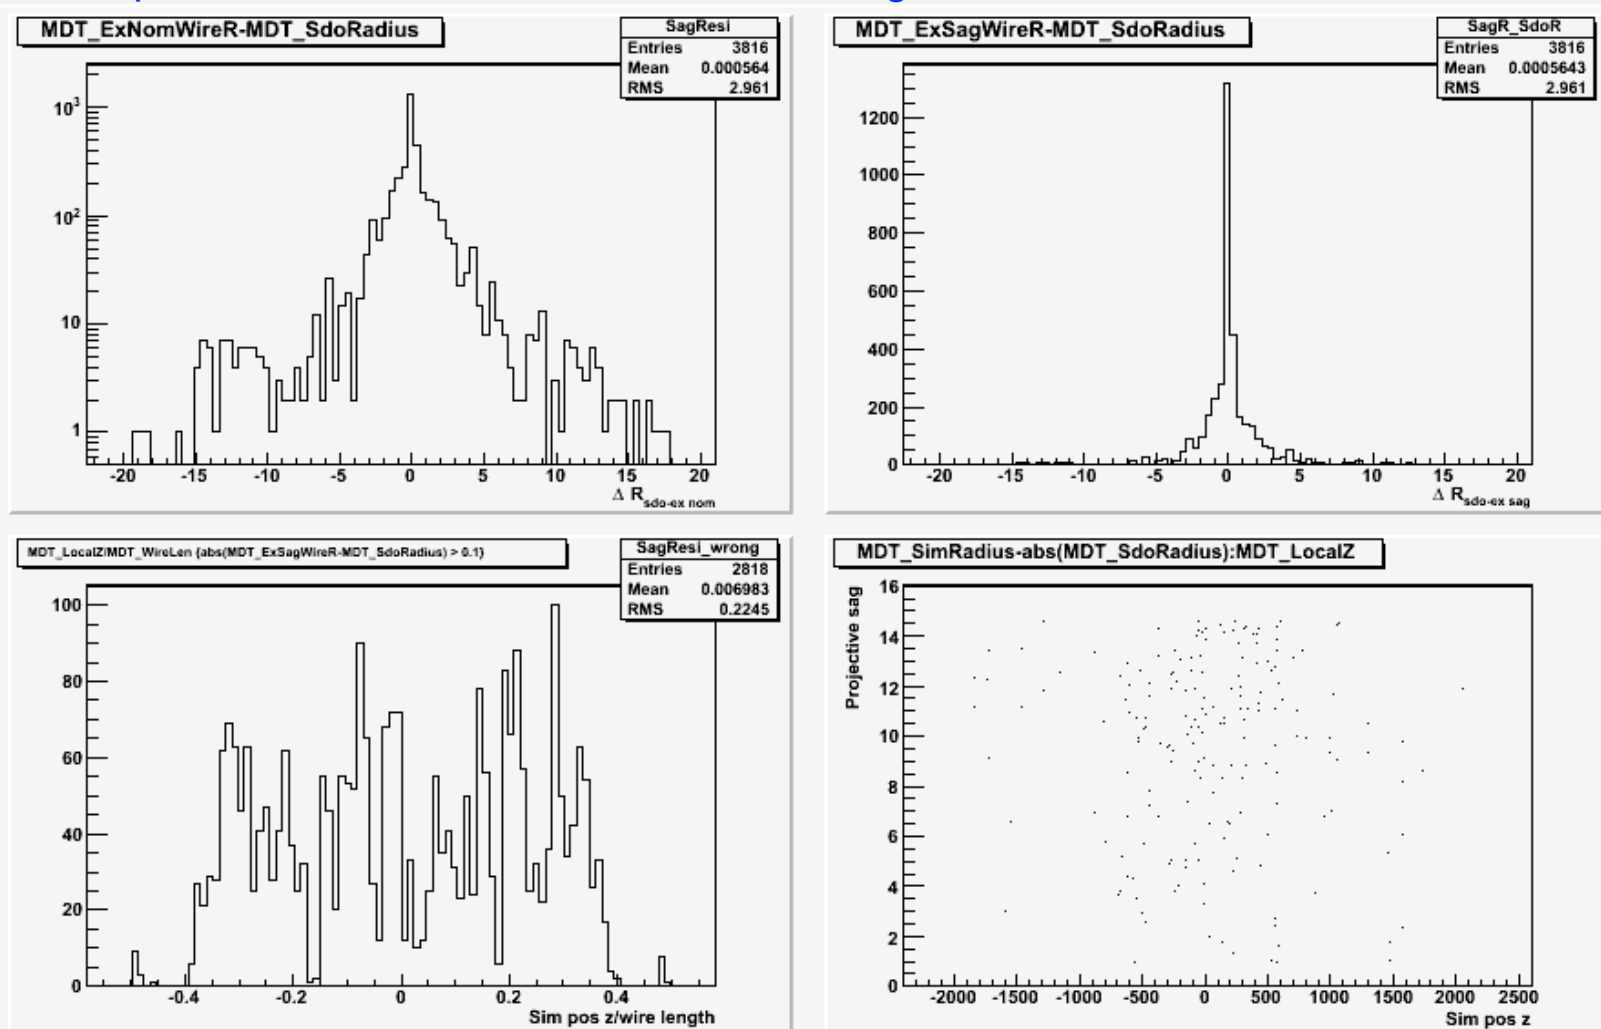 MDT_ExNomWireR-MDT_SdoRadius
SagResi
Entries 3816
Mean 0.000564
RMS 2.961
10³
10²
10
1
-20 -15 -10 -5 0 5 10 15 20
Δ R sdo-ex nom
MDT_ExSagWireR-MDT_SdoRadius
SagR_SdoR
Entries 3816
Mean 0.0005643
RMS 2.961
1200
1000
800
600
400
200
0
-20 -15 -10 -5 0 5 10 15 20
Δ R sdo-ex sag
MDT_LocalZ/MDT_WireLen {abs(MDT_ExSagWireR-MDT_SdoRadius) > 0.1}
SagResi_wrong
Entries 2818
Mean 0.006983
RMS 0.2245
100
80
60
40
20
0
-0.4 -0.2 0 0.2 0.4
Sim pos z/wire length
MDT_SimRadius-abs(MDT_SdoRadius):MDT_LocalZ
Projective sag
16
14
12
10
8
6
4
2
0
-2000 -1500 -1000 -500 0 500 1000 1500 2000 2500
Sim pos z